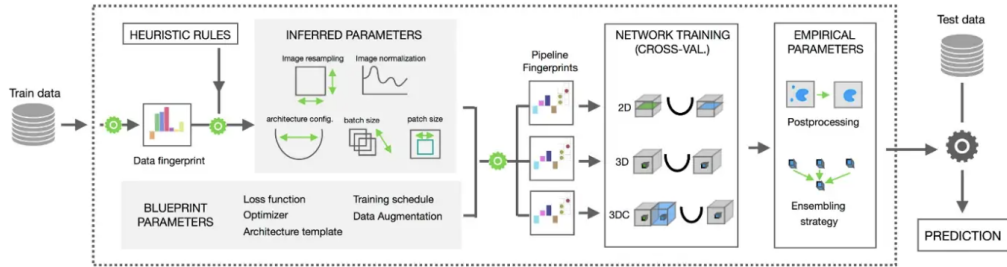 Train data
HEURISTIC RULES
Data fingerprint
INFERRED PARAMETERS
Image resampling
Image normalization
architecture config.
batch size
patch size
BLUEPRINT
PARAMETERS
Loss function
Optimizer
Architecture template
Training schedule
Data Augmentation
Pipeline
Fingerprints
NETWORK TRAINING
(CROSS-VAL.)
2D
3D
3DC
EMPIRICAL
PARAMETERS
Postprocessing
Ensembling
strategy
Test data
PREDICTION